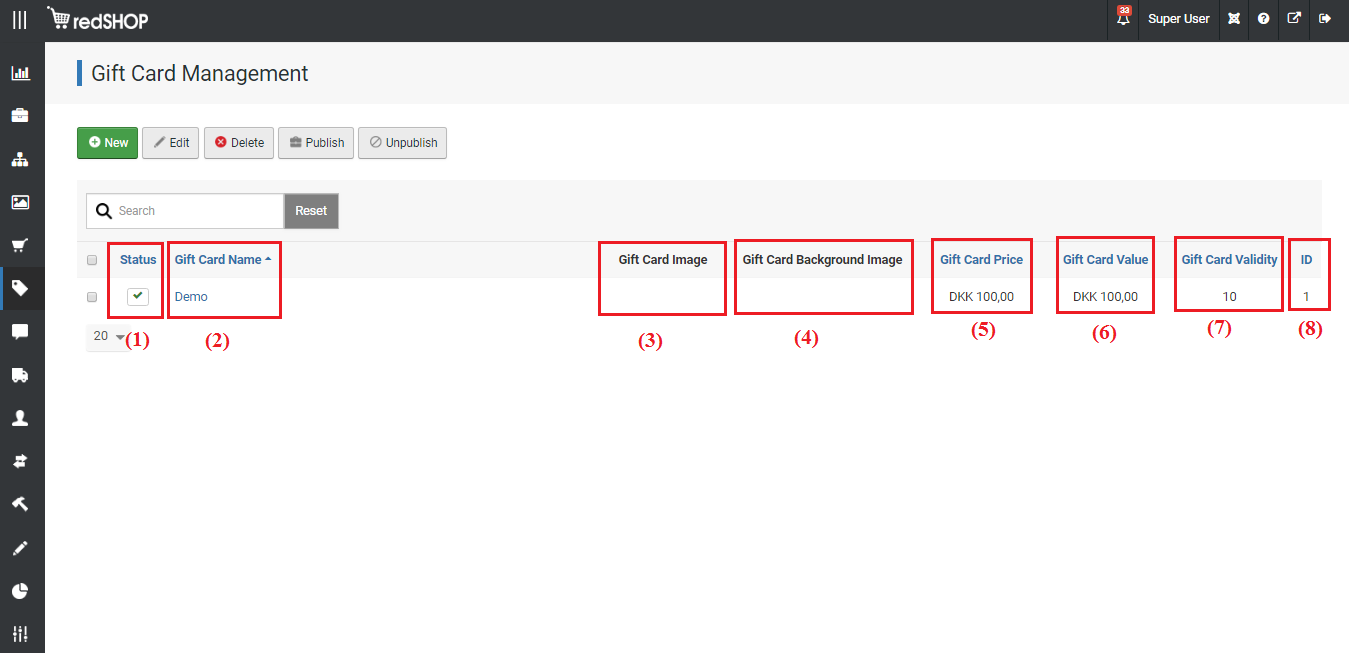 redSHOP
33
Super User
Gift Card Management
New Edit Delete Publish Unpublish
Search Reset
Status Gift Card Name Gift Card Image Gift Card Background Image Gift Card Price Gift Card Value Gift Card Validity ID
Demo DKK 100,00 DKK 100,00 10 1
20 (1) (2) (3) (4) (5) (6) (7) (8)